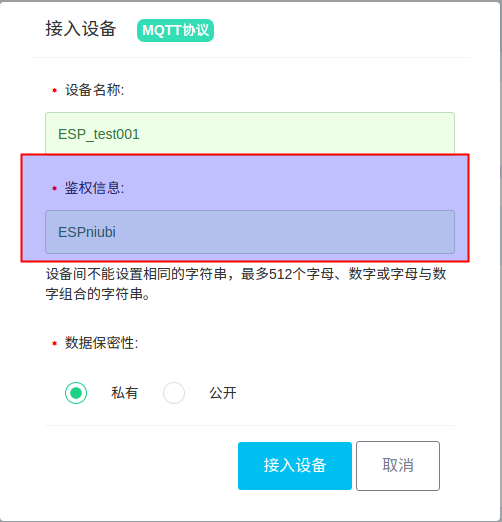 接入设备 MQTT协议
* 设备名称:
ESP_test001
* 鉴权信息:
ESPniubi
设备间不能设置相同的字符串，最多512个字母、数字或字母与数
字组合的字符串。
* 数据保密性:
私有 公开
接入设备 取消